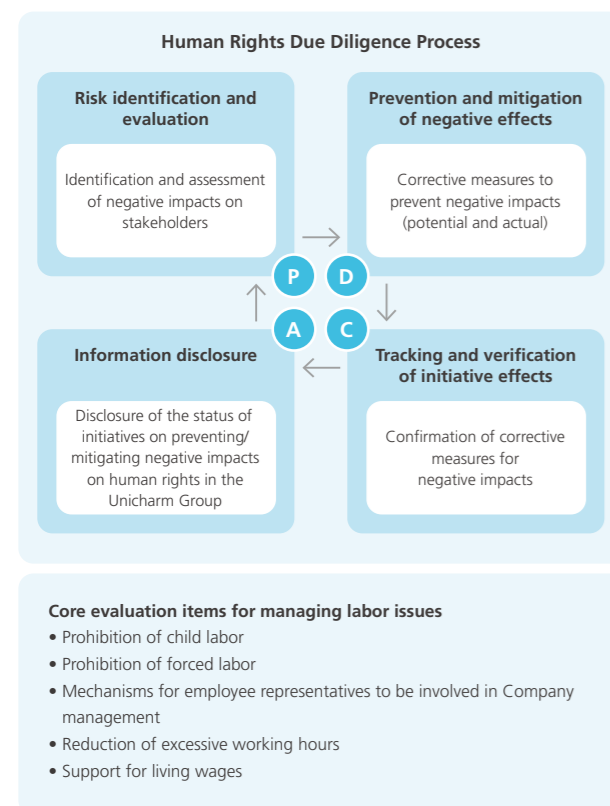 Human Rights Due Diligence Process
Risk identification and
evaluation
Identification and assessment
of negative impacts on
stakeholders
Prevention and mitigation
of negative effects
Corrective measures to
prevent negative impacts
(potential and actual)
P
D
A
C
Information disclosure
Disclosure of the status of
initiatives on preventing/
mitigating negative impacts
on human rights in the
Unicharm Group
Tracking and verification
of initiative effects
Confirmation of corrective
measures for
negative impacts
Core evaluation items for managing labor issues
• Prohibition of child labor
• Prohibition of forced labor
• Mechanisms for employee representatives to be involved in Company
management
• Reduction of excessive working hours
• Support for living wages